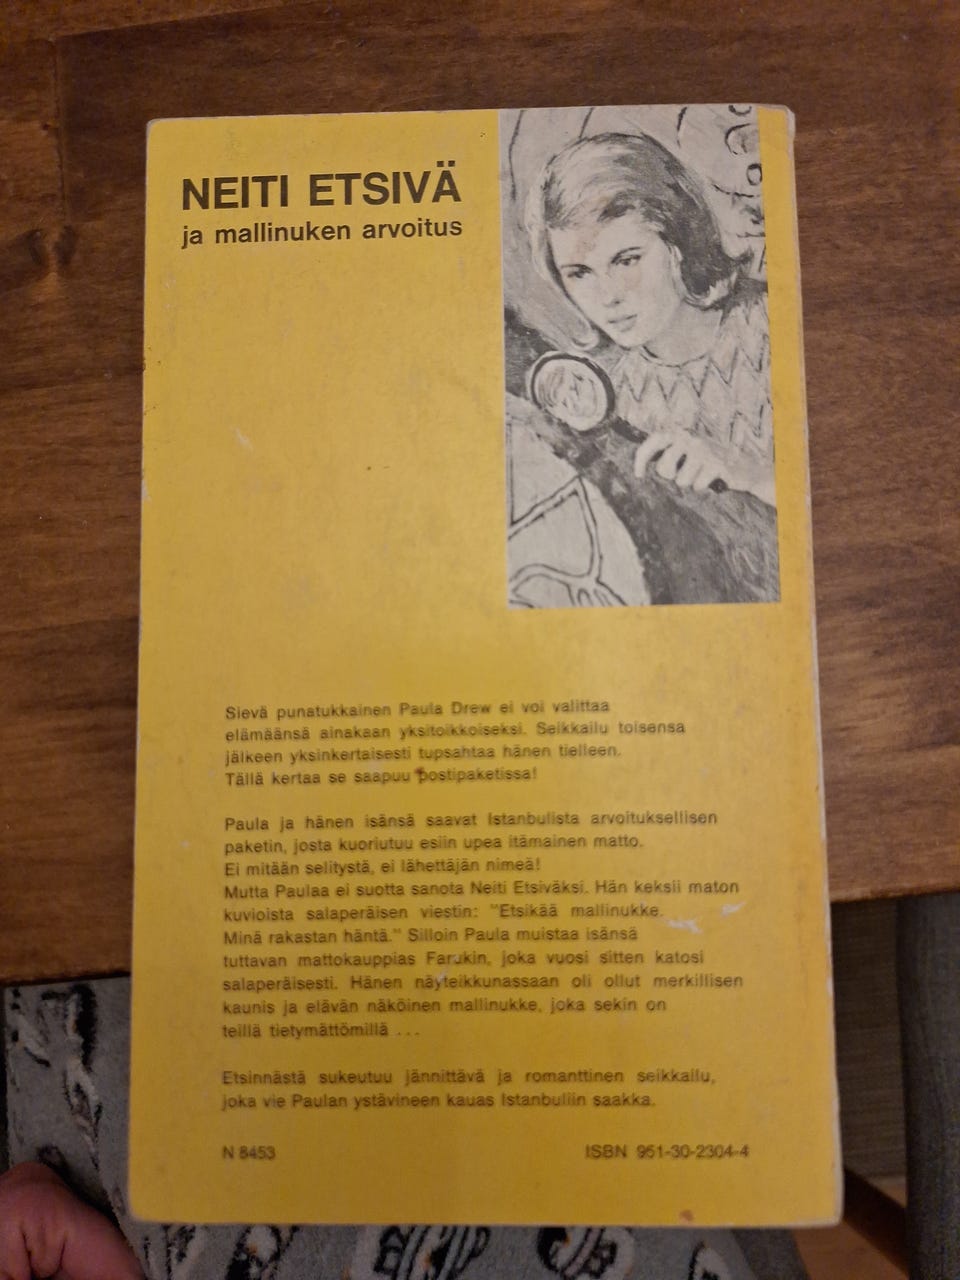 NEITI ETSIVÄ
ja mallinuken arvoitus
Sievä punatukkainen Paula Drew ei voi valittaa
elämäänsä ainakaan yksitoikkoiseksi. Seikkailu toisensa
jälkeen yksinkertaisesti tupsahtaa hänen tielleen.
Tällä kertaa se saapuu postipaketissa!
Paula ja hänen isänsä saavat Istanbulista arvoituksellisen
paketin, josta kuoriutuu esiin upea itämainen matto.
Ei mitään selitystä, ei lähettäjän nimeä!
Mutta Paulaa ei suotta sanota Neiti Etsiväksi. Hän keksii maton
kuvioista salaperäisen viestin: "Etsikää mallinukke.
Minä rakastan häntä." Silloin Paula muistaa isänsä
tuttavan mattokauppias Farukin, joka vuosi sitten katosi
salaperäisesti. Hänen näyteikkunassaan oli ollut merkillisen
kaunis ja elävän näköinen mallinukke, joka sekin on
teillä tietymättömillä ...
Etsinnästä sukeutuu jännittävä ja romanttinen seikkailu,
joka vie Paulan ystävineen kauas Istanbuliin saakka.
N 8453 ISBN 951-30-2304-4